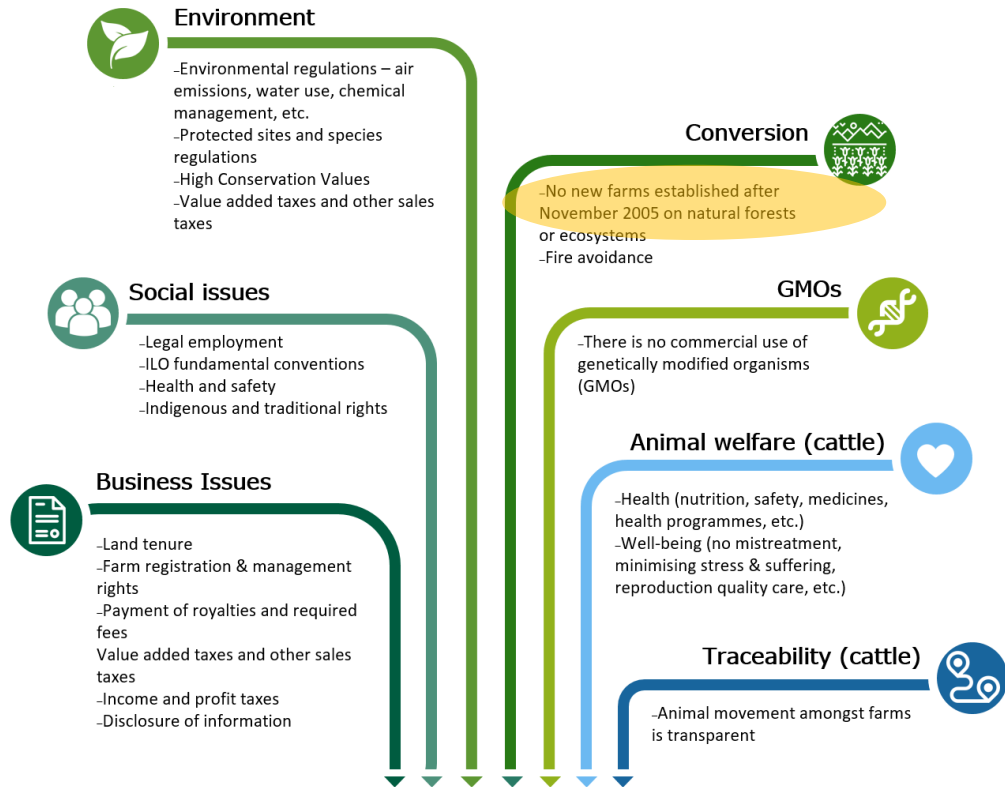 Environment
–Environmental regulations – air
emissions, water use, chemical
management, etc.
–Protected sites and species
regulations
–High Conservation Values
–Value added taxes and other sales
taxes
Social issues
–Legal employment
–ILO fundamental conventions
–Health and safety
–Indigenous and traditional rights
Business Issues
–Land tenure
–Farm registration & management
rights
–Payment of royalties and required
fees
Value added taxes and other sales
taxes
–Income and profit taxes
–Disclosure of information
Conversion
–No new farms established after
November 2005 on natural forests
or ecosystems
–Fire avoidance
GMOs
–There is no commercial use of
genetically modified organisms
(GMOs)
Animal welfare (cattle)
–Health (nutrition, safety, medicines,
health programmes, etc.)
–Well-being (no mistreatment,
minimising stress & suffering,
reproduction quality care, etc.)
Traceability (cattle)
–Animal movement amongst farms
is transparent